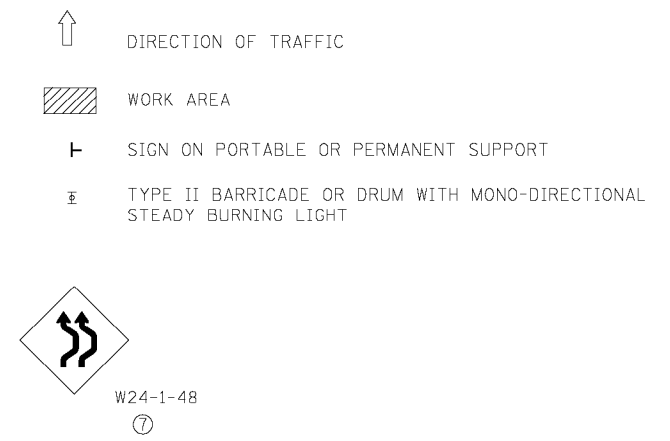 DIRECTION OF TRAFFIC
WORK AREA
SIGN ON PORTABLE OR PERMANENT SUPPORT
TYPE II BARRICADE OR DRUM WITH MONO-DIRECTIONAL
STEADY BURNING LIGHT
W24-1-48
7